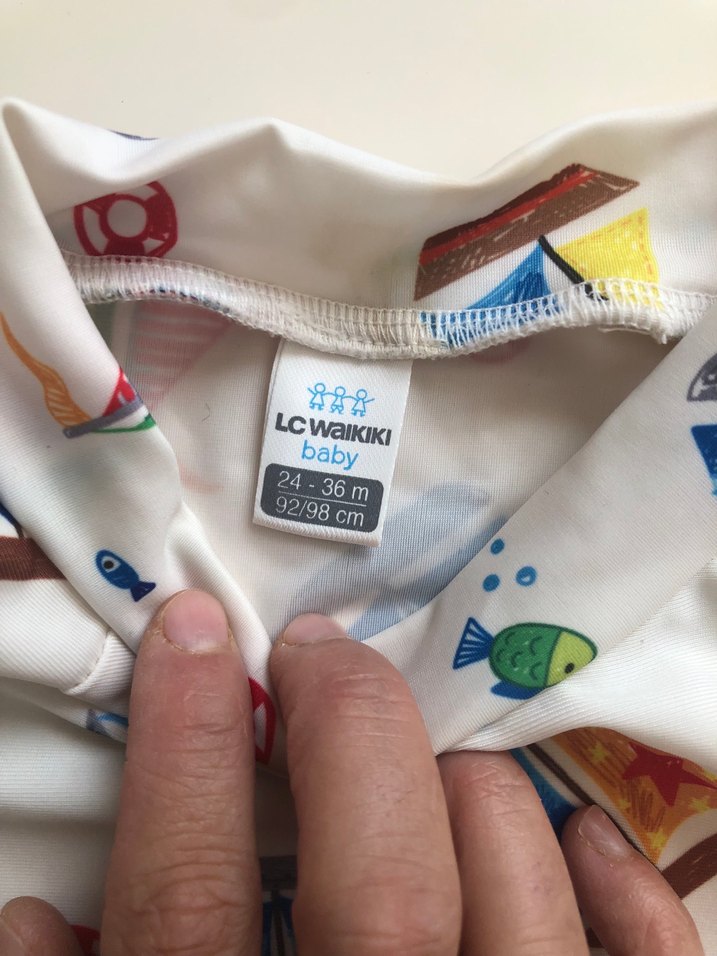 LC WAIKIKI
baby
24 - 36 m
92/98 cm